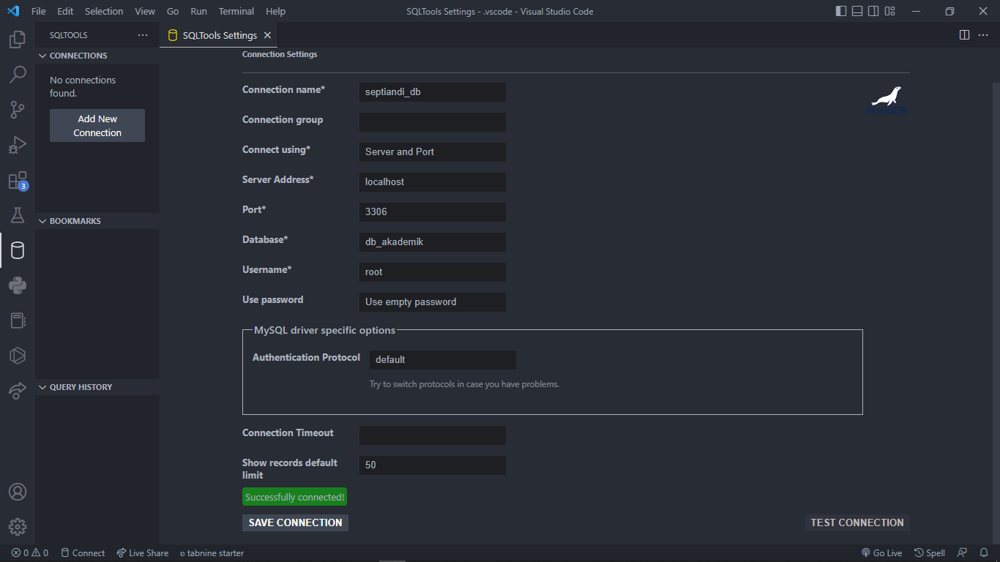 File Edit Selection View Go Run Terminal Help
SQLTools Settings - .vscode - Visual Studio Code
SQLTOOLS
SQLTools Settings
CONNECTIONS
No connections
found.
Add New
Connection
3
BOOKMARKS
QUERY HISTORY
Connection Settings
MariaDB
Connection name* septiandi_db
Connection group
Connect using* Server and Port
Server Address* localhost
Port* 3306
Database* db_akademik
Username* root
Use password Use empty password
MySQL driver specific options
Authentication Protocol default
Try to switch protocols in case you have problems.
Connection Timeout
Show records default
limit
50
Successfully connected!
SAVE CONNECTION
TEST CONNECTION
0 0 Connect Live Share tabnine starter
Go Live Spell